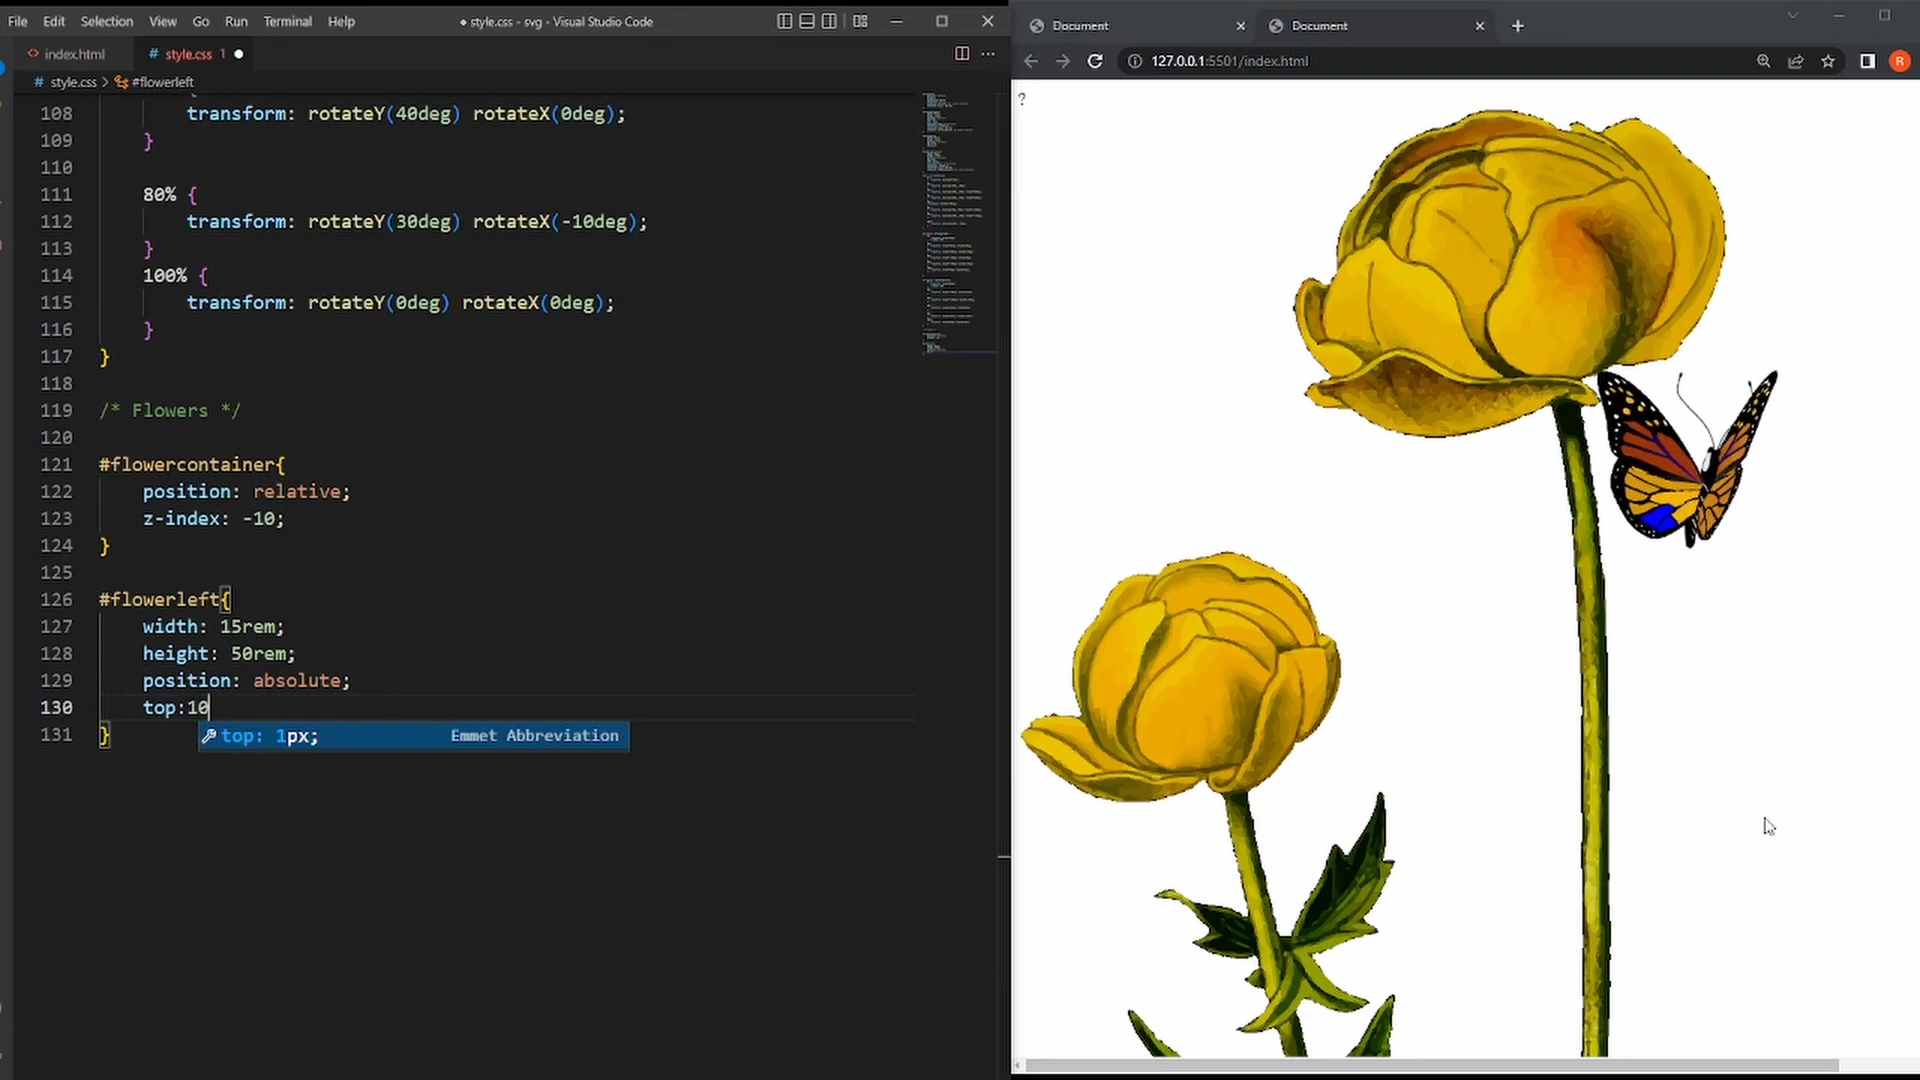 File Edit Selection View Go Run Terminal Help
● style.css - svg - Visual Studio Code
<> index.html
# style.css 1 ●
# style.css > #flowerleft
108 transform: rotateY(40deg) rotateX(0deg);
109 }
110
111 80% {
112 transform: rotateY(30deg) rotateX(-10deg);
113 }
114 100% {
115 transform: rotateY(0deg) rotateX(0deg);
116 }
117 }
118
119 /* Flowers */
120
121 #flowercontainer{
122 position: relative;
123 z-index: -10;
124 }
125
126 #flowerleft{
127 width: 15rem;
128 height: 50rem;
129 position: absolute;
130 top:10
131 }
top: 1px; Emmet Abbreviation
Document
Document
127.0.0.1:5501/index.html
R
?